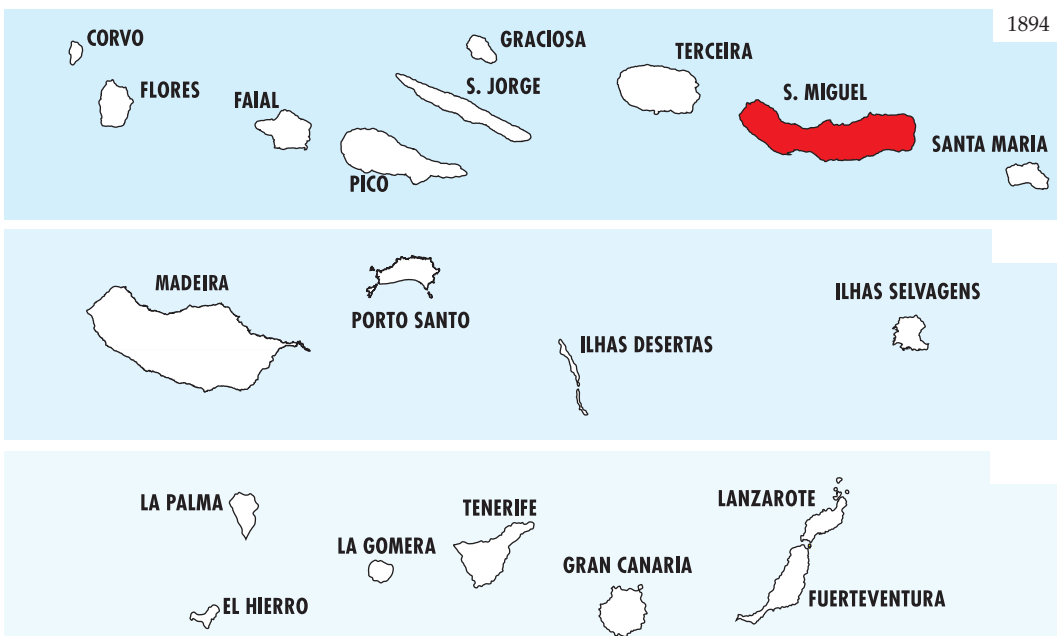 1894
CORVO
GRACIOSA
TERCEIRA
FLORES
S. JORGE
S. MIGUEL
FAIAL
SANTA MARIA
PICO
MADEIRA
ILHAS SELVAGENS
PORTO SANTO
ILHAS DESERTAS
LA PALMA
TENERIFE
LANZAROTE
LA GOMERA
GRAN CANARIA
EL HIERRO
FUERTEVENTURA